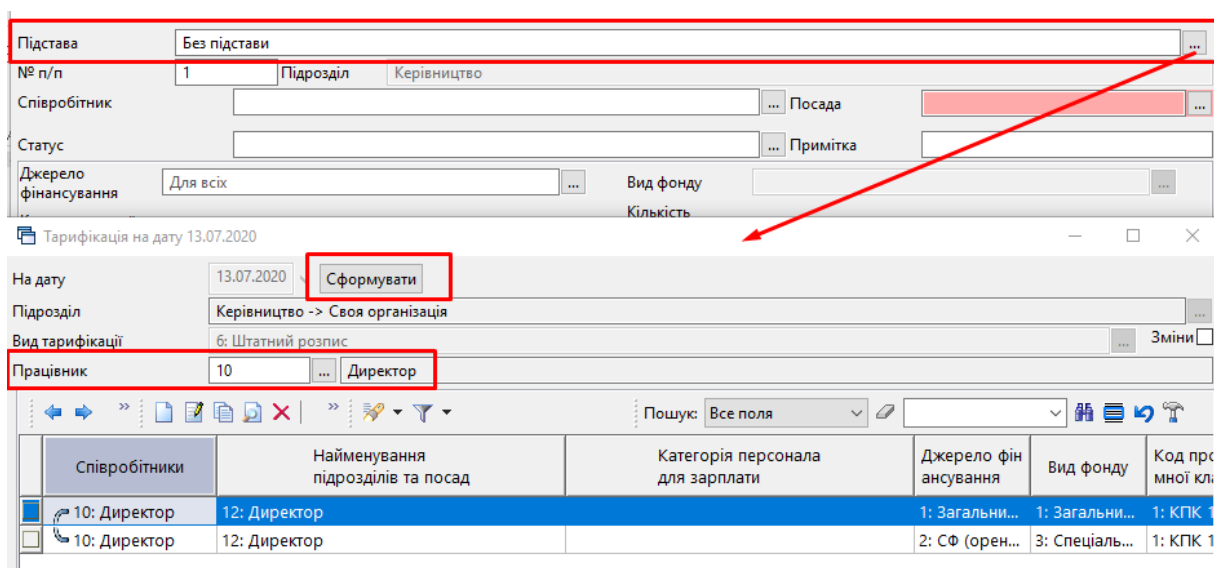 Підстава Без підстави ...
№ п/п 1 Підрозділ Керівництво
Співробітник ... Посада ...
Статус ... Примітка
Джерело фінансування Для всіх ... Вид фонду ...
Кількість
Тарифікація на дату 13.07.2020
На дату 13.07.2020 Сформувати
Підрозділ Керівництво -> Своя організація ...
Вид тарифікації 6: Штатний розпис ... Зміни
Працівник 10 ... Директор
Пошук: Все поля
Співробітники Найменування підрозділів та посад Категорія персонала для зарплати Джерело фін ансування Вид фонду Код про мної кла
10: Директор 12: Директор 1: Загальни... 1: Загальни... 1: КПК 1
10: Директор 12: Директор 2: СФ (орен... 3: Спеціаль... 1: КПК 1